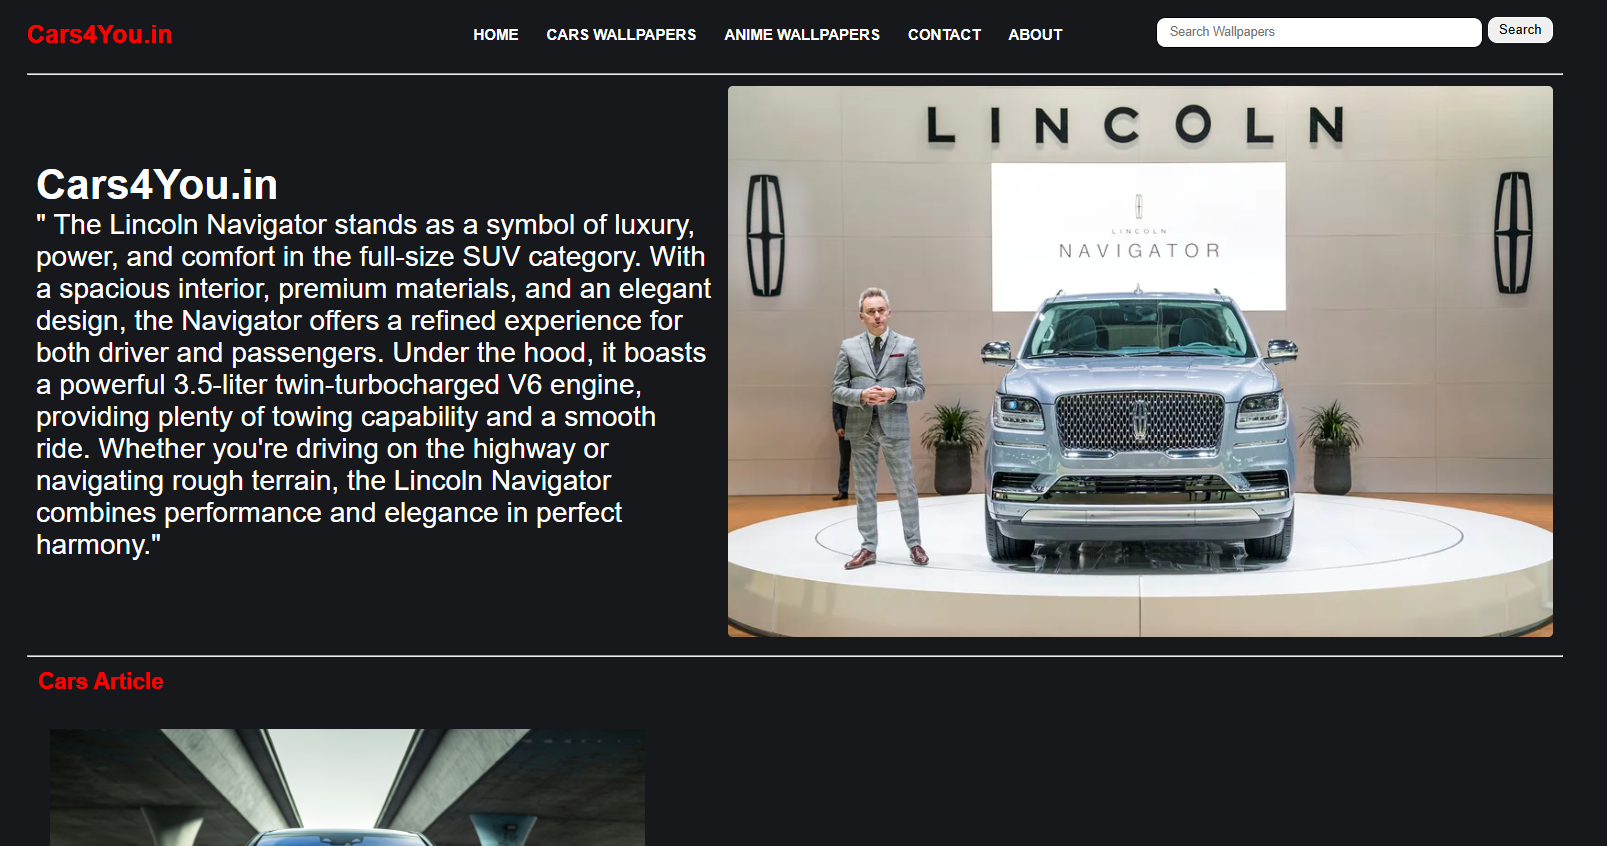 Cars4You.in
HOME CARS WALLPAPERS ANIME WALLPAPERS CONTACT ABOUT
Search Wallpapers Search
Cars4You.in
" The Lincoln Navigator stands as a symbol of luxury,
power, and comfort in the full-size SUV category. With
a spacious interior, premium materials, and an elegant
design, the Navigator offers a refined experience for
both driver and passengers. Under the hood, it boasts
a powerful 3.5-liter twin-turbocharged V6 engine,
providing plenty of towing capability and a smooth
ride. Whether you're driving on the highway or
navigating rough terrain, the Lincoln Navigator
combines performance and elegance in perfect
harmony."
LINCOLN
LINCOLN
NAVIGATOR
Cars Article